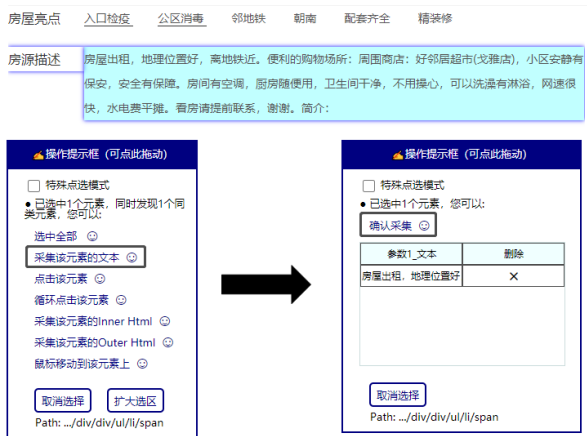 房屋亮点 入口检疫 公区消毒 邻地铁 朝南 配套齐全 精装修
房源描述 房屋出租，地理位置好，离地铁近。便利的购物场所：周围商店：好邻居超市(戈雅店)，小区安静有
保安，安全有保障。房间有空调，厨房随便用，卫生间干净，不用操心，可以洗澡有淋浴，网速很
快，水电费平摊。看房请提前联系，谢谢。简介：
✍操作提示框（可点此拖动）
特殊点选模式
● 已选中1个元素，同时发现1个同
类元素，您可以:
选中全部 ☺
采集该元素的文本 ☺
点击该元素 ☺
循环点击该元素 ☺
采集该元素的Inner Html ☺
采集该元素的Outer Html ☺
鼠标移动到该元素上 ☺
取消选择 扩大选区
Path: .../div/div/ul/li/span
✍操作提示框（可点此拖动）
特殊点选模式
● 已选中1个元素，您可以:
确认采集 ☺
参数1_文本 删除
房屋出租，地理位置好 ✕
取消选择
Path: .../div/div/ul/li/span